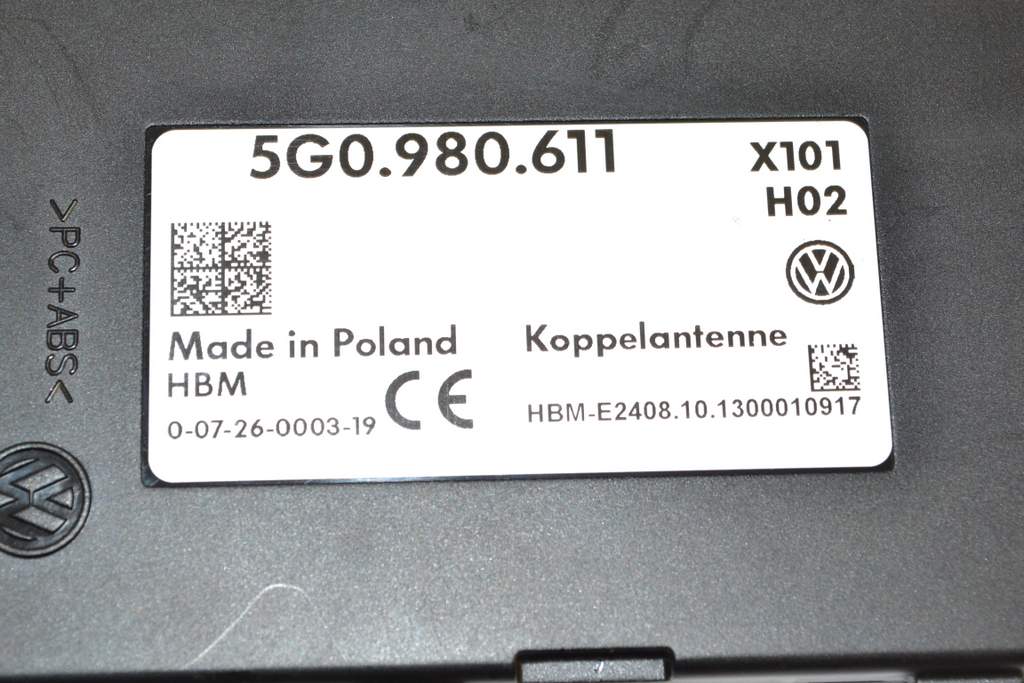 5G0.980.611
X101
H02
Made in Poland
HBM
0-07-26-0003-19
CE
Koppelantenne
HBM-E2408.10.1300010917
>PC+ABS<